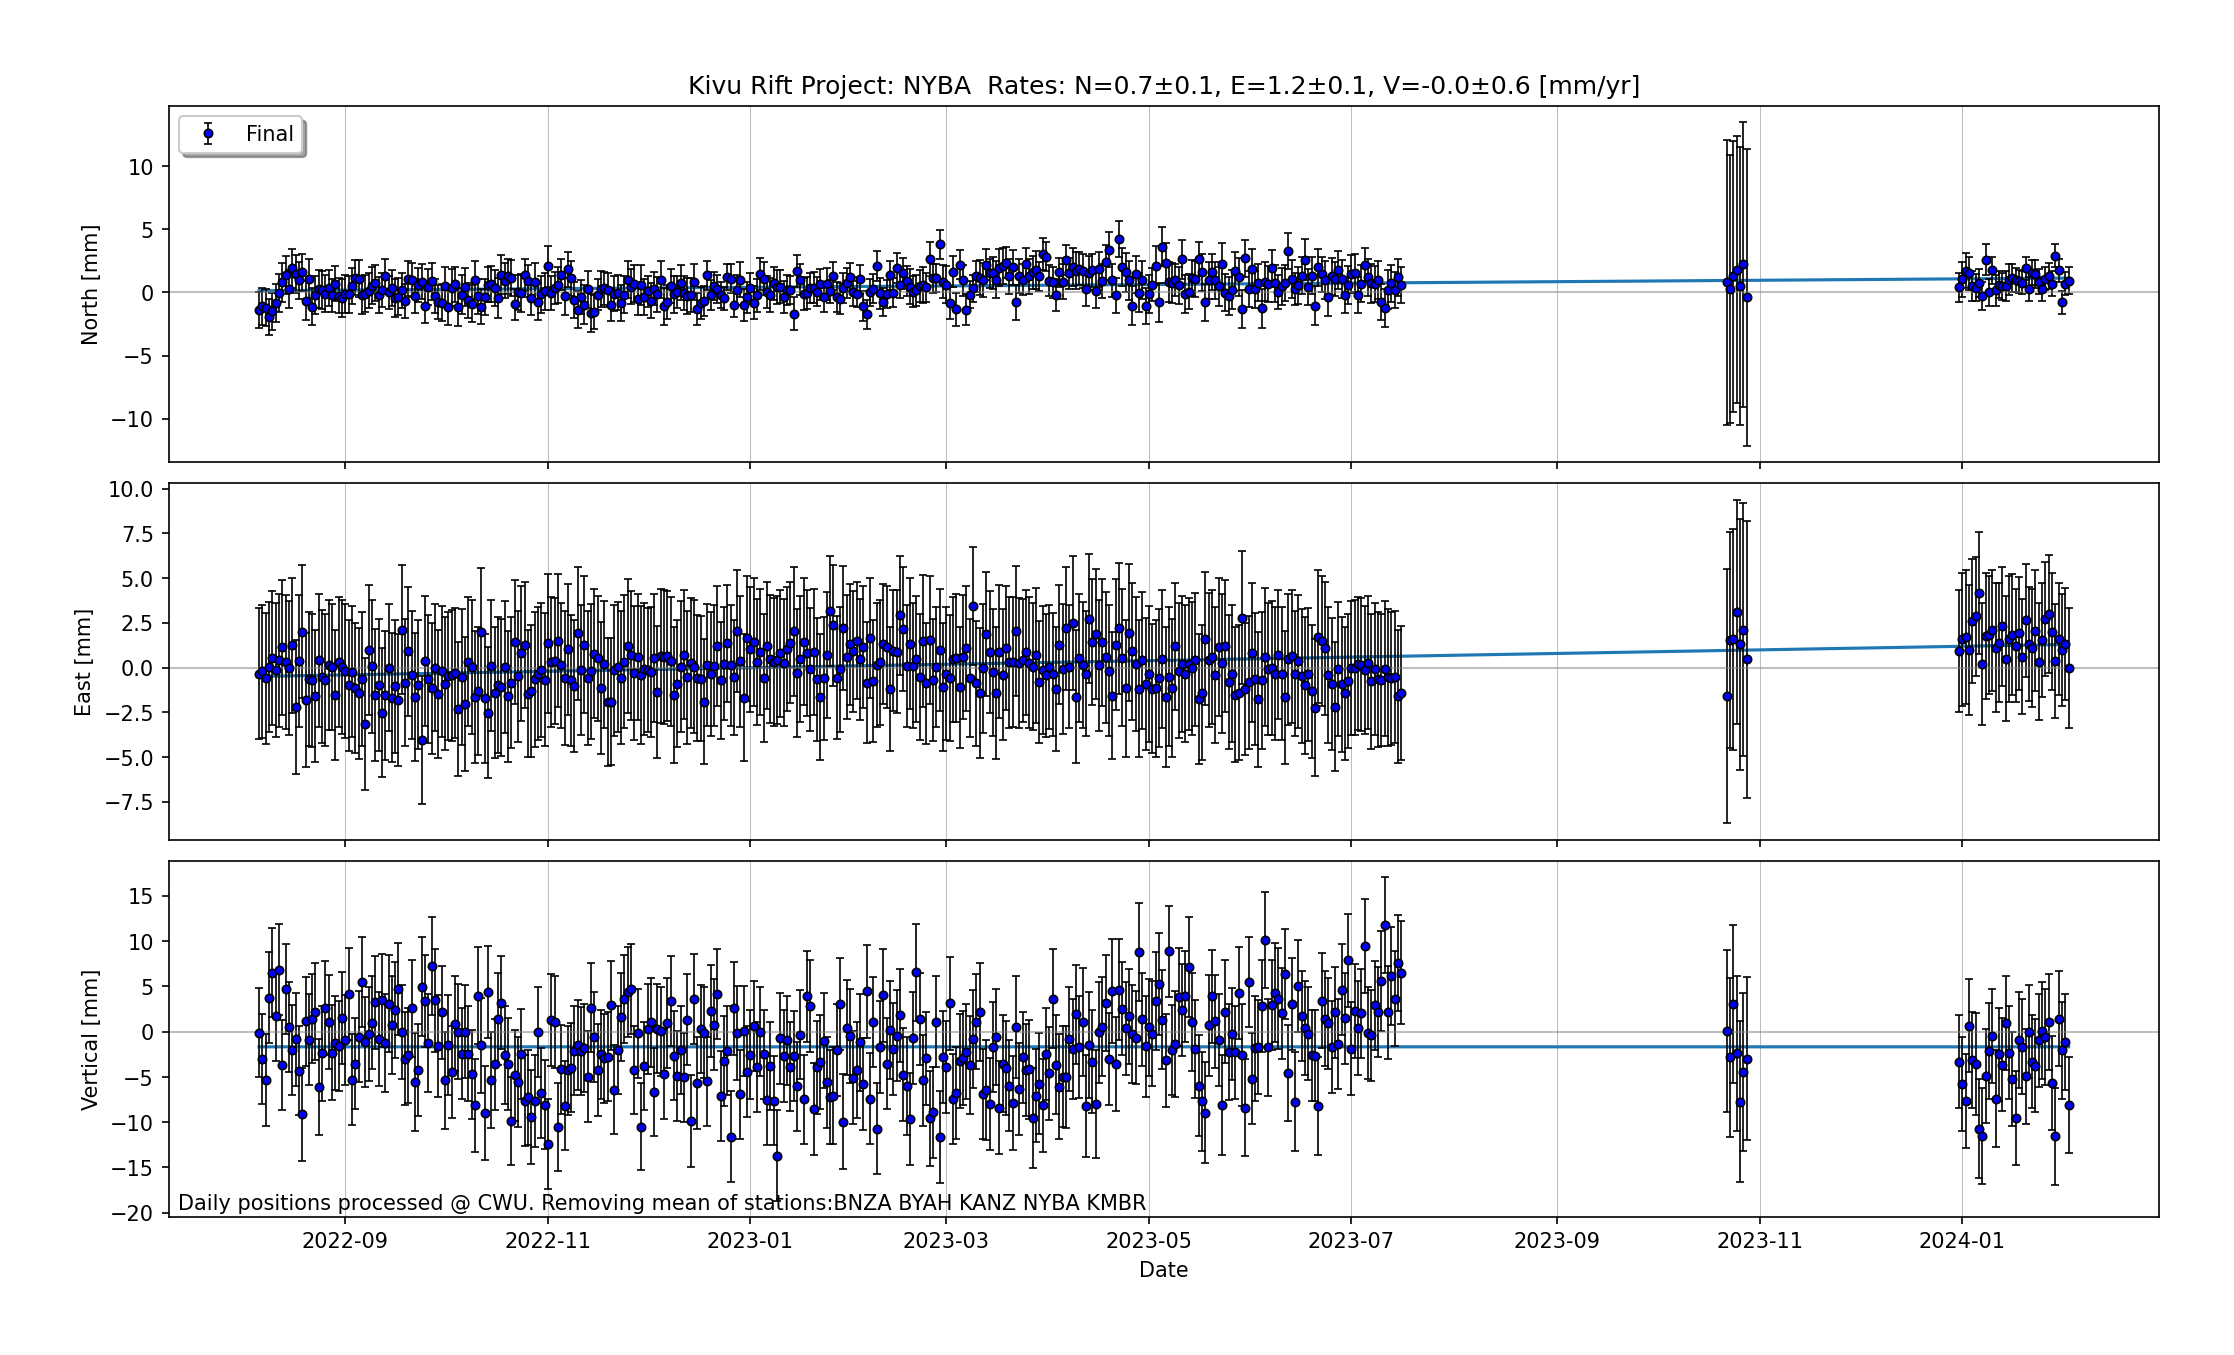 Kivu Rift Project: NYBA  Rates: N=0.7±0.1, E=1.2±0.1, V=-0.0±0.6 [mm/yr]
Final
North [mm]
10
5
0
−5
−10
East [mm]
10.0
7.5
5.0
2.5
0.0
−2.5
−5.0
−7.5
Vertical [mm]
15
10
5
0
−5
−10
−15
−20
Daily positions processed @ CWU. Removing mean of stations:BNZA BYAH KANZ NYBA KMBR
2022-09 2022-11 2023-01 2023-03 2023-05 2023-07 2023-09 2023-11 2024-01
Date